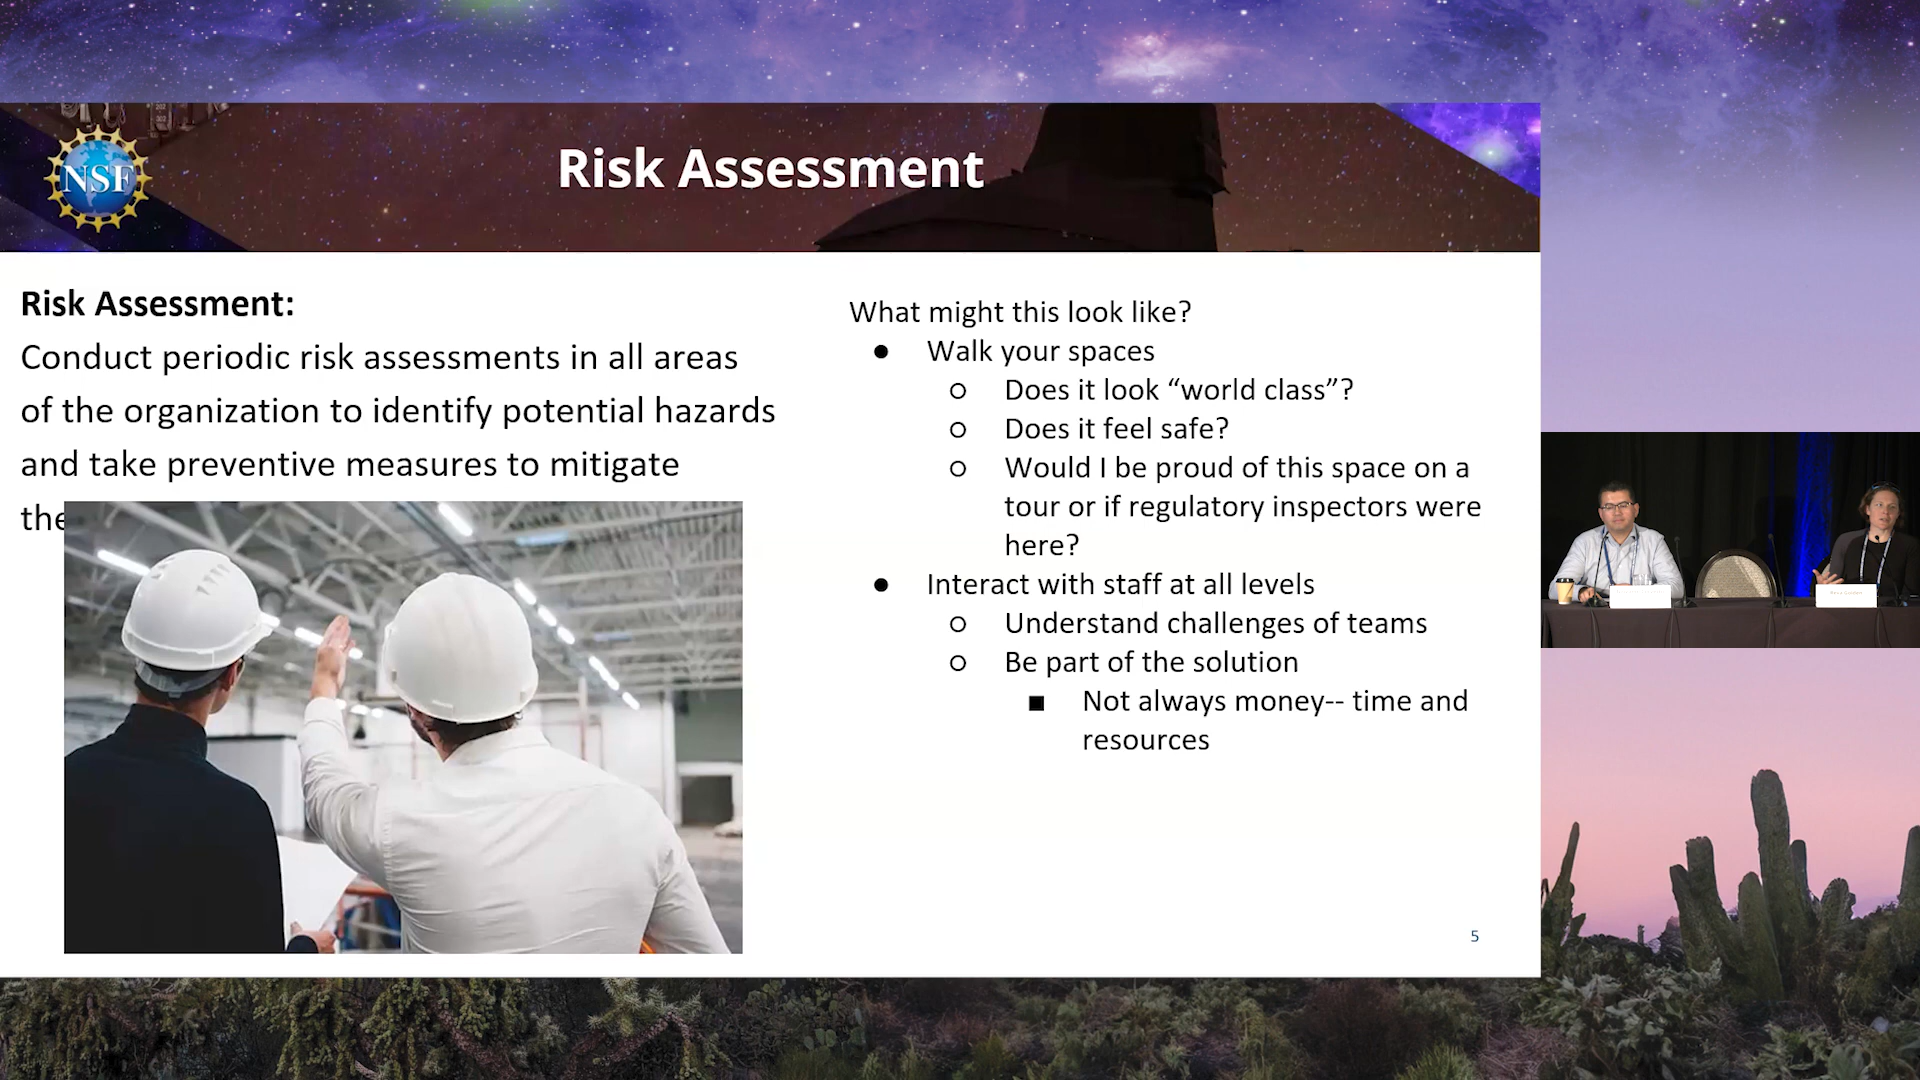 NSF
Risk Assessment
Risk Assessment:
Conduct periodic risk assessments in all areas
of the organization to identify potential hazards
and take preventive measures to mitigate
What might this look like?
● Walk your spaces
○ Does it look “world class”?
○ Does it feel safe?
○ Would I be proud of this space on a
tour or if regulatory inspectors were
here?
● Interact with staff at all levels
○ Understand challenges of teams
○ Be part of the solution
■ Not always money-- time and
resources
5